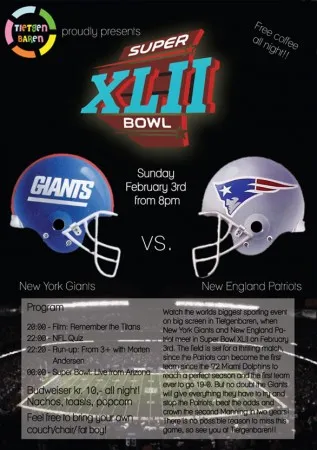 TIETGEN
BAREN
proudly presents
Free coffee
all night!!
SUPER
XLII
BOWL
Sunday
February 3rd
from 8pm
GIANTS
VS.
New York Giants
New England Patriots
Program
20:00 - Film: Remember the Titans
22:00 - NFL Quiz
22:20 - Run-up: From 3+ with Morten
Andersen
00:00 - Super Bowl: Live from Arizona
Budweiser kr. 10,- all night!
Nachos, toasts, popcorn
Feel free to bring your own
couch/chair/fat boy!
Watch the worlds biggest sporting event
on big screen in Tietgenbaren, when
New York Giants and New England Pa-
triot meet in Super Bowl XLII on February
3rd. The field is set for a thrilling match,
since the Patriots can become the first
team since the '72 Miami Dolphins to
reach a perfect season and the first team
ever to go 19-0. But no doubt the Giants
will give everything they have to try and
stop the Patriots, beat the odds and
crown the second Manning in two years!
There is no possible reason to miss this
game, so see you at Tietgenbaren!!